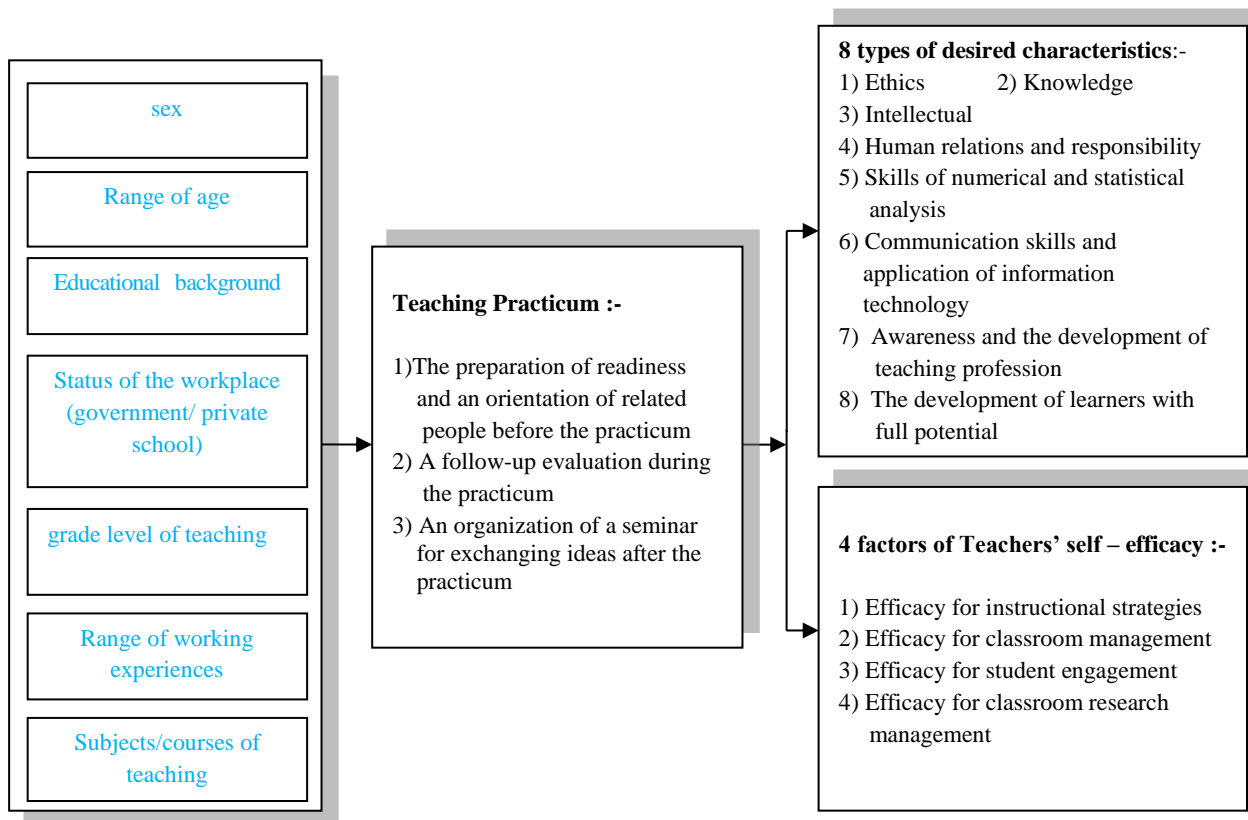 sex
Range of age
Educational background
Status of the workplace
(government/ private
school)
grade level of teaching
Range of working
experiences
Subjects/courses of
teaching
Teaching Practicum :-
1)The preparation of readiness
and an orientation of related
people before the practicum
2) A follow-up evaluation during
the practicum
3) An organization of a seminar
for exchanging ideas after the
practicum
8 types of desired characteristics:-
1) Ethics 2) Knowledge
3) Intellectual
4) Human relations and responsibility
5) Skills of numerical and statistical
analysis
6) Communication skills and
application of information
technology
7) Awareness and the development of
teaching profession
8) The development of learners with
full potential
4 factors of Teachers’ self – efficacy :-
1) Efficacy for instructional strategies
2) Efficacy for classroom management
3) Efficacy for student engagement
4) Efficacy for classroom research
management